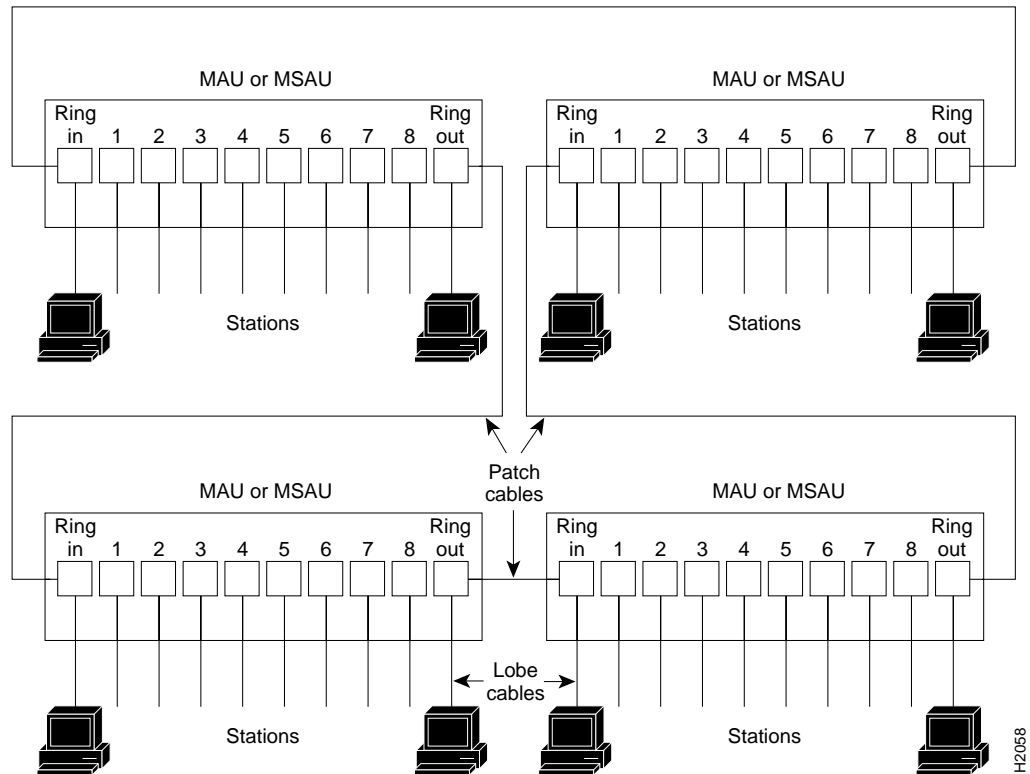 MAU or MSAU
MAU or MSAU
Ring
Ring
Ring
Ring
in 1 2 3 4 5 6 7 8 out
in 1 2 3 4 5 6 7 8 out
Stations
Stations
Patch
cables
MAU or MSAU
MAU or MSAU
Ring
Ring
Ring
Ring
in 1 2 3 4 5 6 7 8 out
in 1 2 3 4 5 6 7 8 out
Lobe
cables
Stations
Stations
H2058